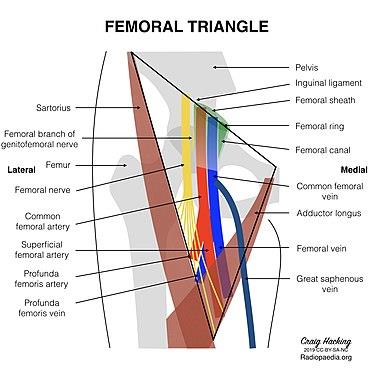 FEMORAL TRIANGLE
Pelvis
Inguinal ligament
Sartorius
Femoral sheath
Femoral branch of
genitofemoral nerve
Femoral ring
Femoral canal
Femur
Lateral
Medial
Femoral nerve
Common femoral
vein
Common
femoral artery
Adductor longus
Superficial
femoral artery
Femoral vein
Profunda
femoris artery
Great saphenous
vein
Profunda
femoris vein
Craig Hacking
2019 CC-BY-SA-NC
Radiopaedia.org